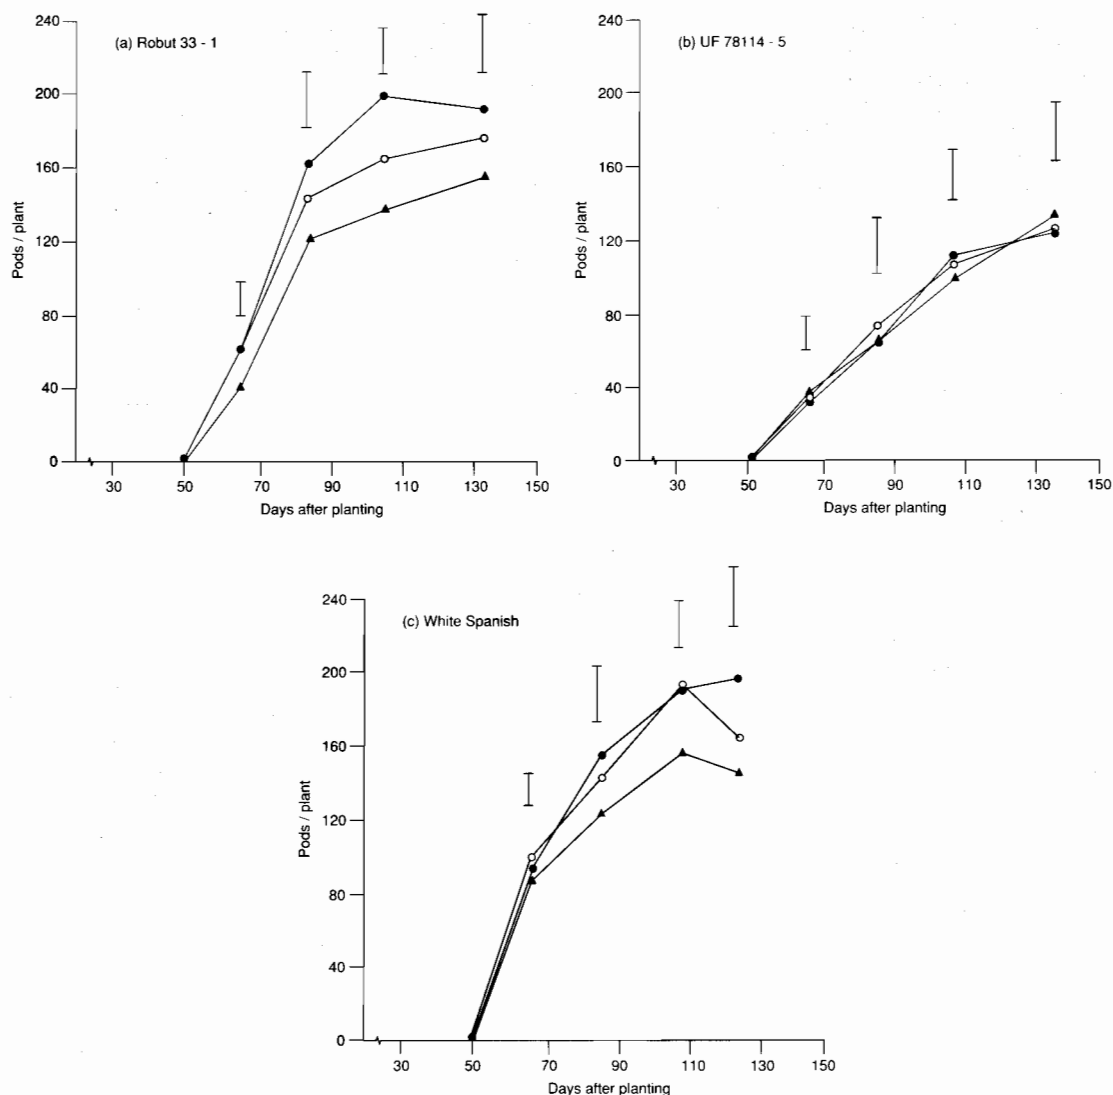 (a) Robut 33 - 1
240
200
160
120
80
40
0
Pods / plant
30 50 70 90 110 130 150
Days after planting
(b) UF 78114 - 5
240
200
160
120
80
40
0
Pods / plant
30 50 70 90 110 130 150
Days after planting
(c) White Spanish
240
200
160
120
80
40
0
Pods / plant
30 50 70 90 110 130 150
Days after planting